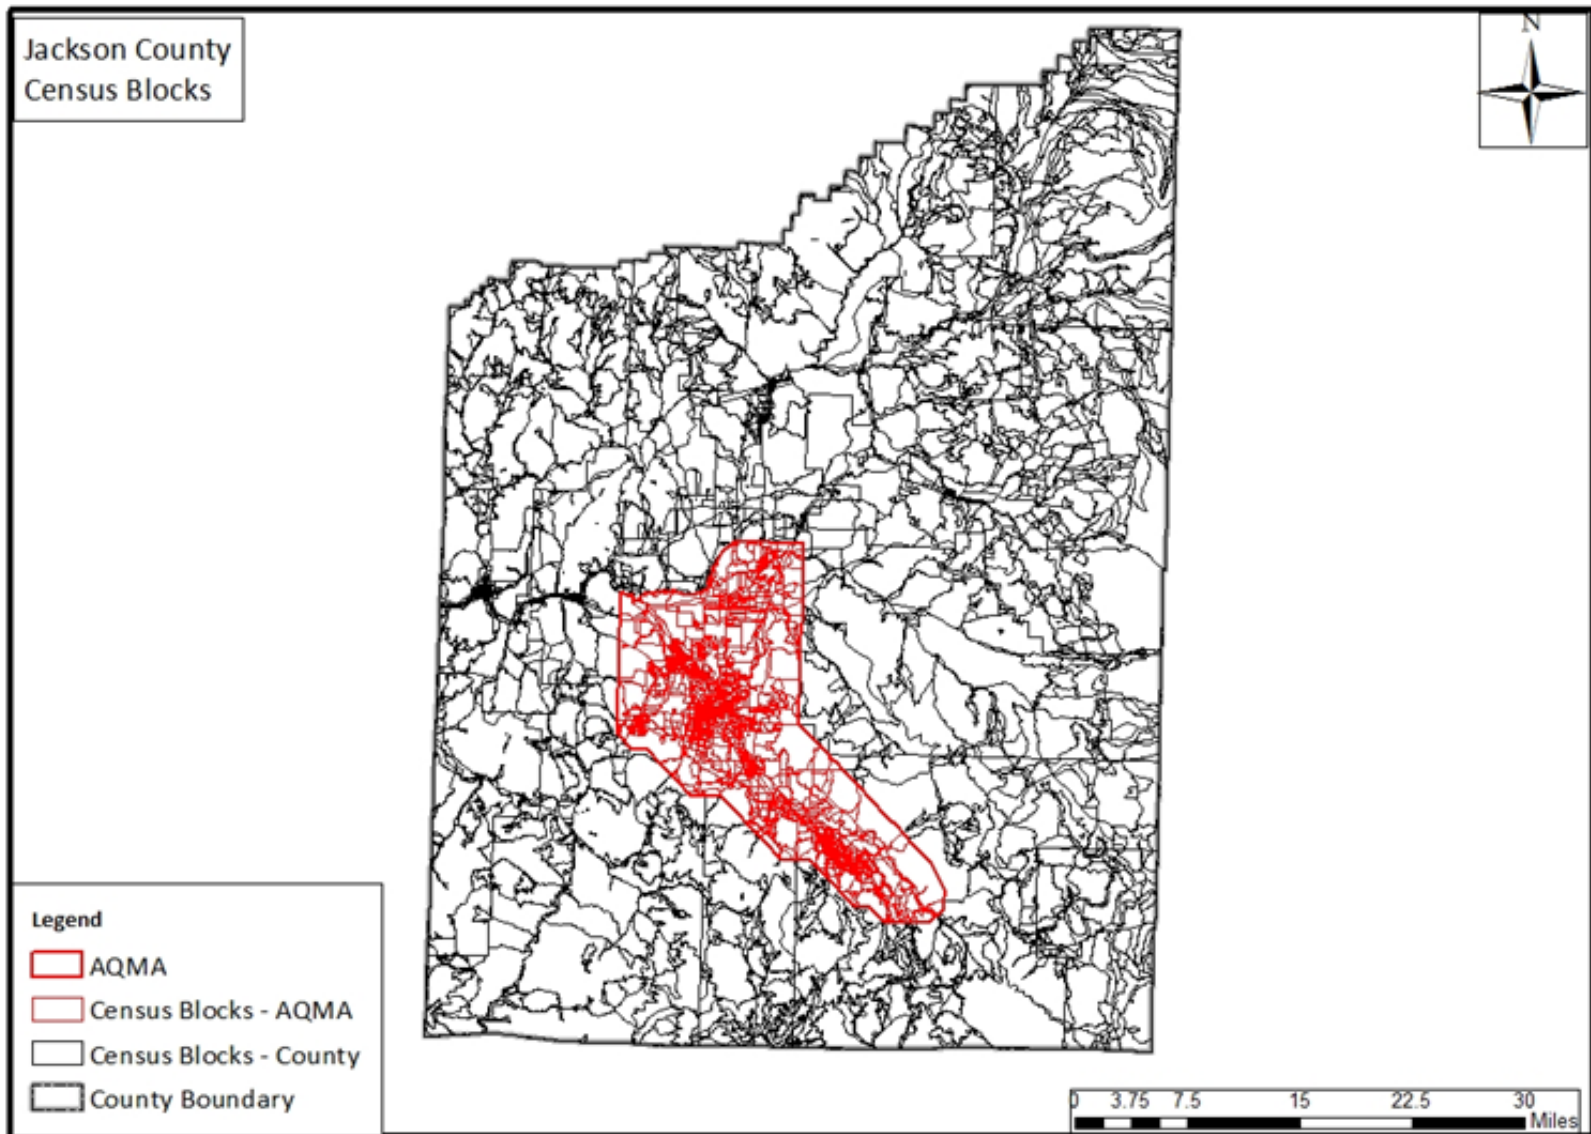 Jackson County
Census Blocks
N
Legend
AQMA
Census Blocks - AQMA
Census Blocks - County
County Boundary
0 3.75 7.5 15 22.5 30
Miles